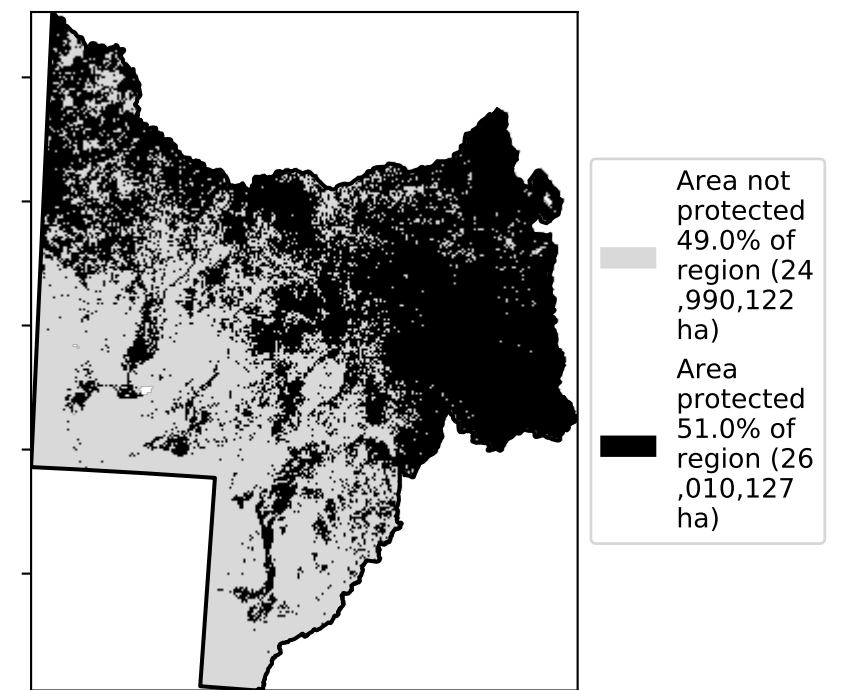 Area not
protected
49.0% of
region (24
,990,122
ha)
Area
protected
51.0% of
region (26
,010,127
ha)